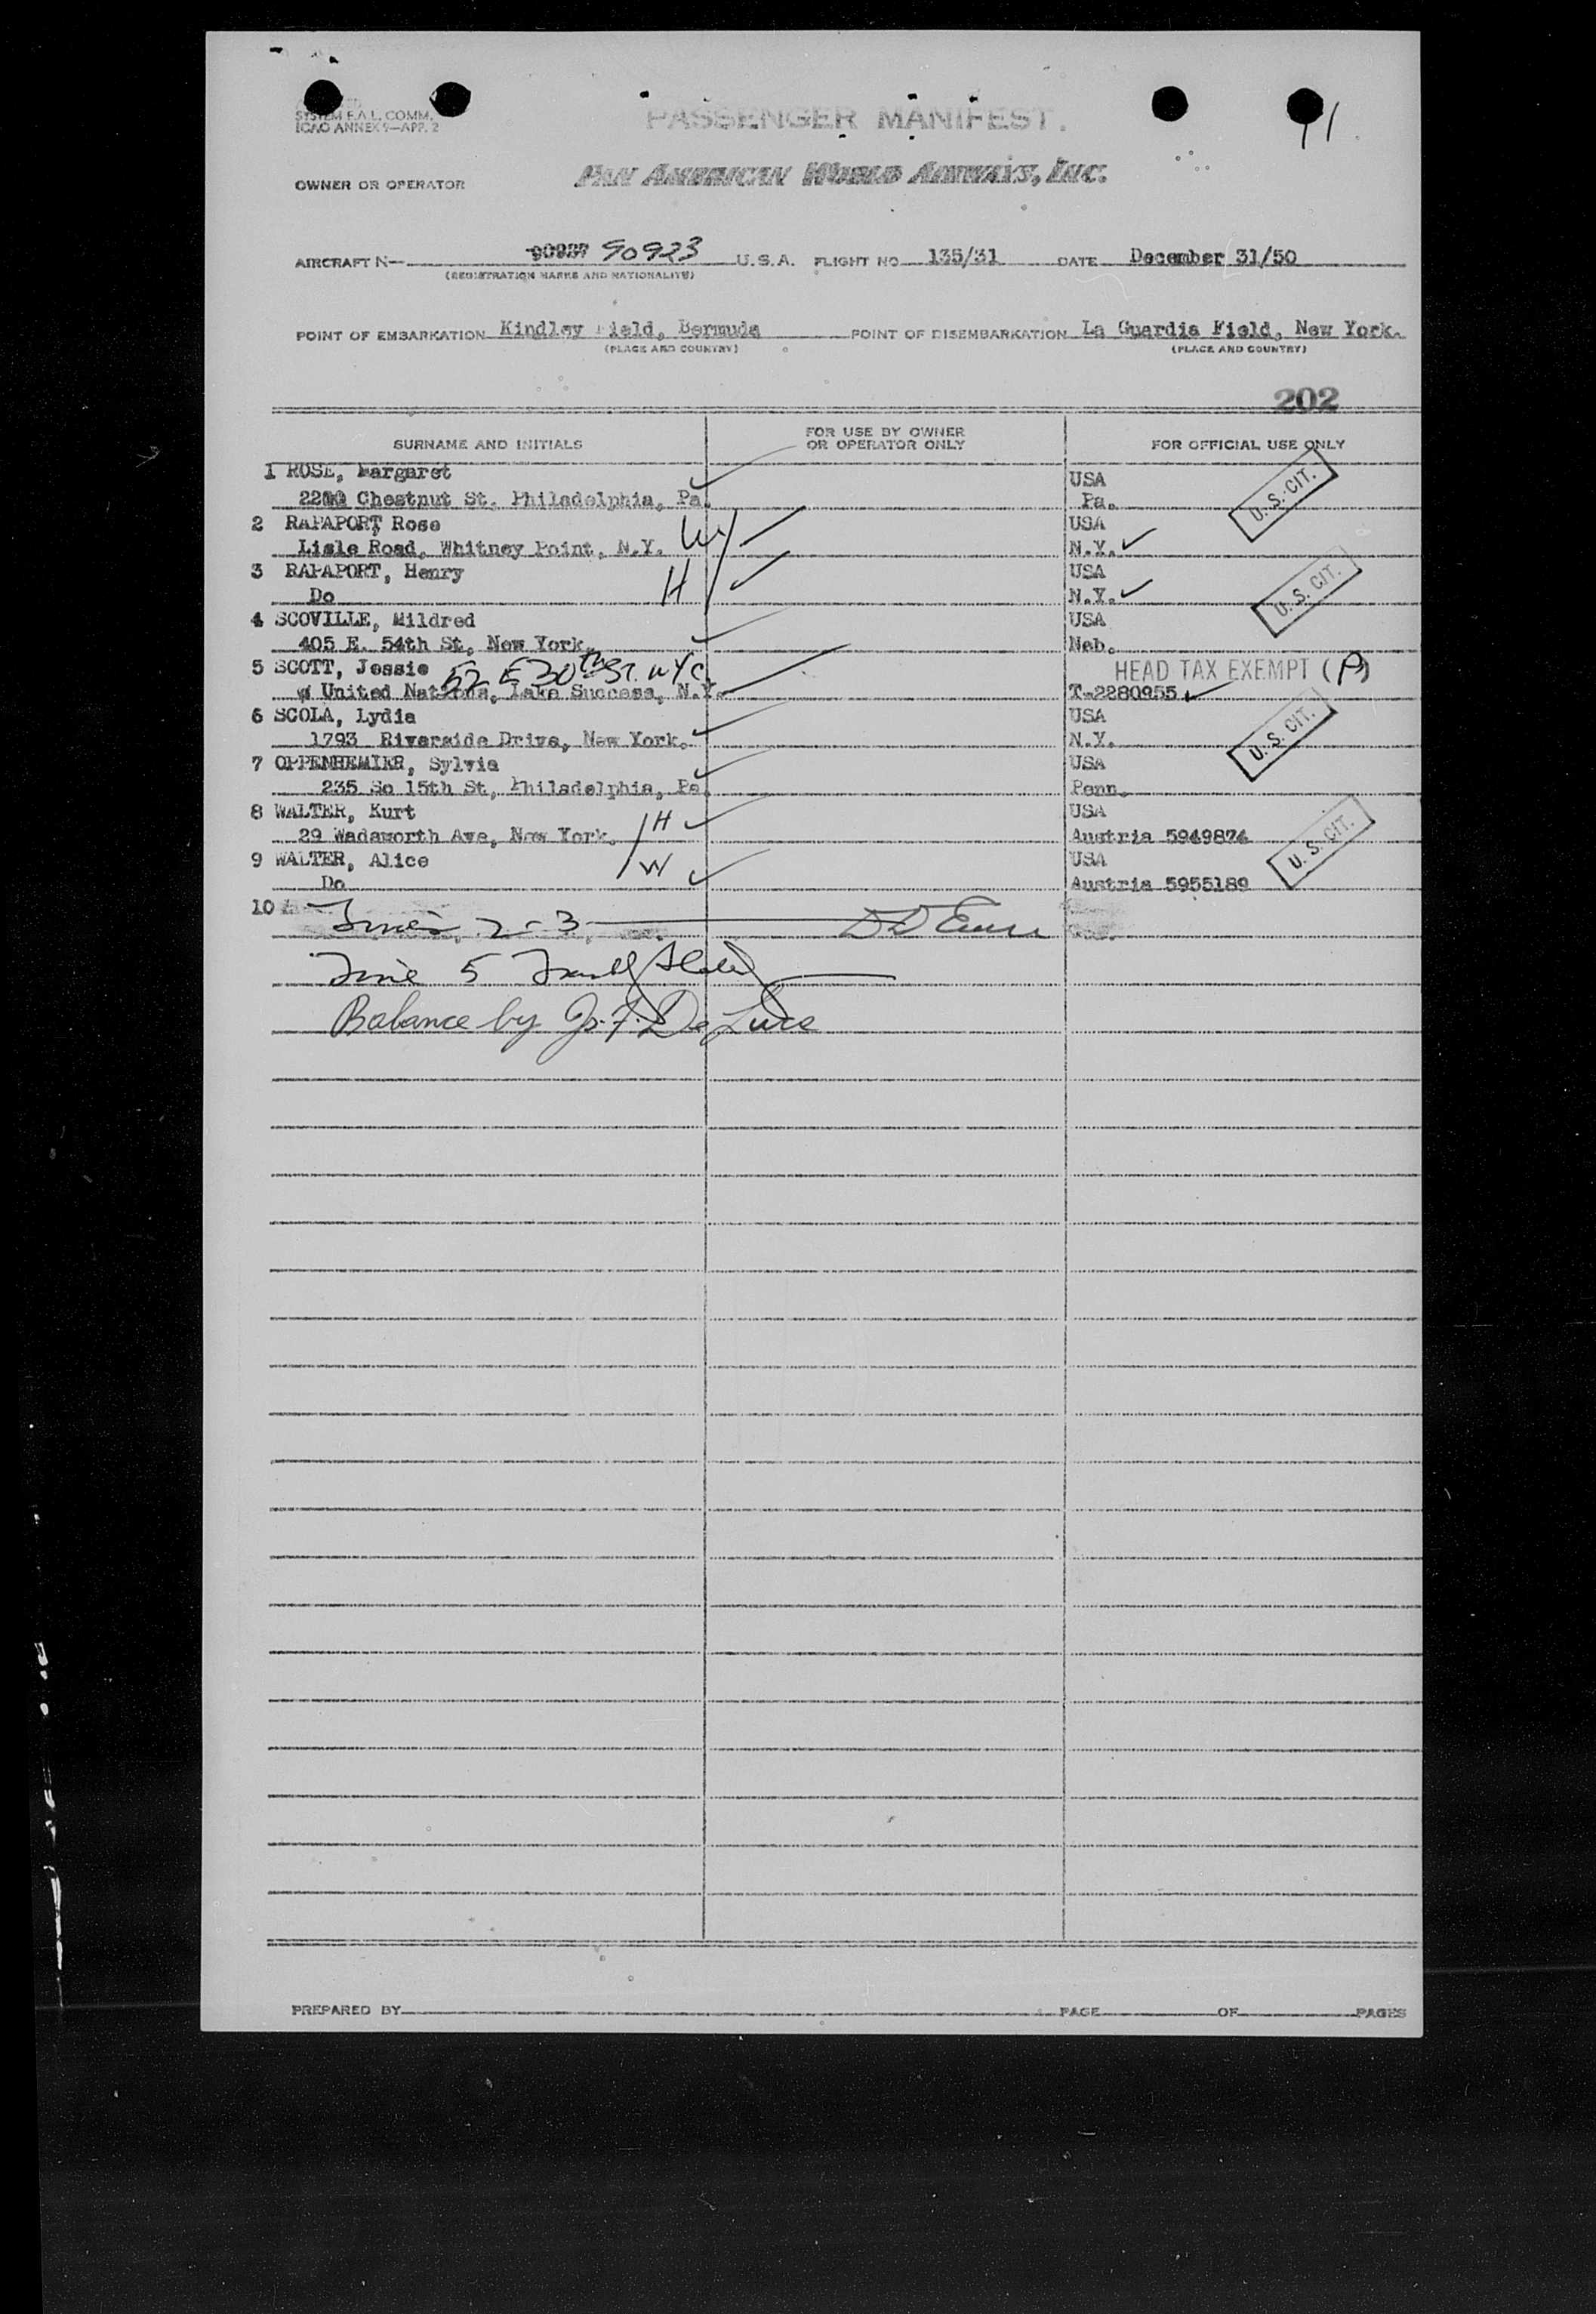 SYSTEM F.A.L. COMM.
ICAO ANNEX 9—APP. 2
PASSENGER MANIFEST.
11
OWNER OR OPERATOR
PAN AMERICAN WORLD AIRWAYS, INC.
AIRCRAFT N— 90937 90923 U.S.A. FLIGHT NO 135/31 DATE December 31/50
(REGISTRATION MARKS AND NATIONALITY)
POINT OF EMBARKATION Kindley Field, Bermuda POINT OF DISEMBARKATION La Guardia Field, New York.
(PLACE AND COUNTRY) (PLACE AND COUNTRY)
202
SURNAME AND INITIALS FOR USE BY OWNER OR OPERATOR ONLY FOR OFFICIAL USE ONLY
1 ROSE, Margaret USA
Chestnut St. Philadelphia, Pa. Pa. U. S. CIT.
2 RAPAPORT, Rose USA
Lisle Road, Whitney Point, N.Y. W N.Y.
3 RAPAPORT, Henry USA
Do H N.Y. U. S. CIT.
4 SCOVILLE, Mildred USA
405 E. 54th St, New York. Neb.
5 SCOTT, Jessie 52 E 30th ST. NYC HEAD TAX EXEMPT (P)
United Nations, Lake Success, N.Y. T-2280955
6 SCOLA, Lydia USA
1793 Riverside Drive, New York. N.Y. U. S. CIT.
7 OPPENHEMIER, Sylvia USA
235 So 15th St, Philadelphia, Pa. Penn.
8 WALTER, Kurt USA
29 Wadsworth Ave, New York. H Austria 5949874 U. S. CIT.
9 WALTER, Alice USA
Do W Austria 5955189
10
2-3
5
Balance by J. F. De Luca
PREPARED BY PAGE OF PAGES